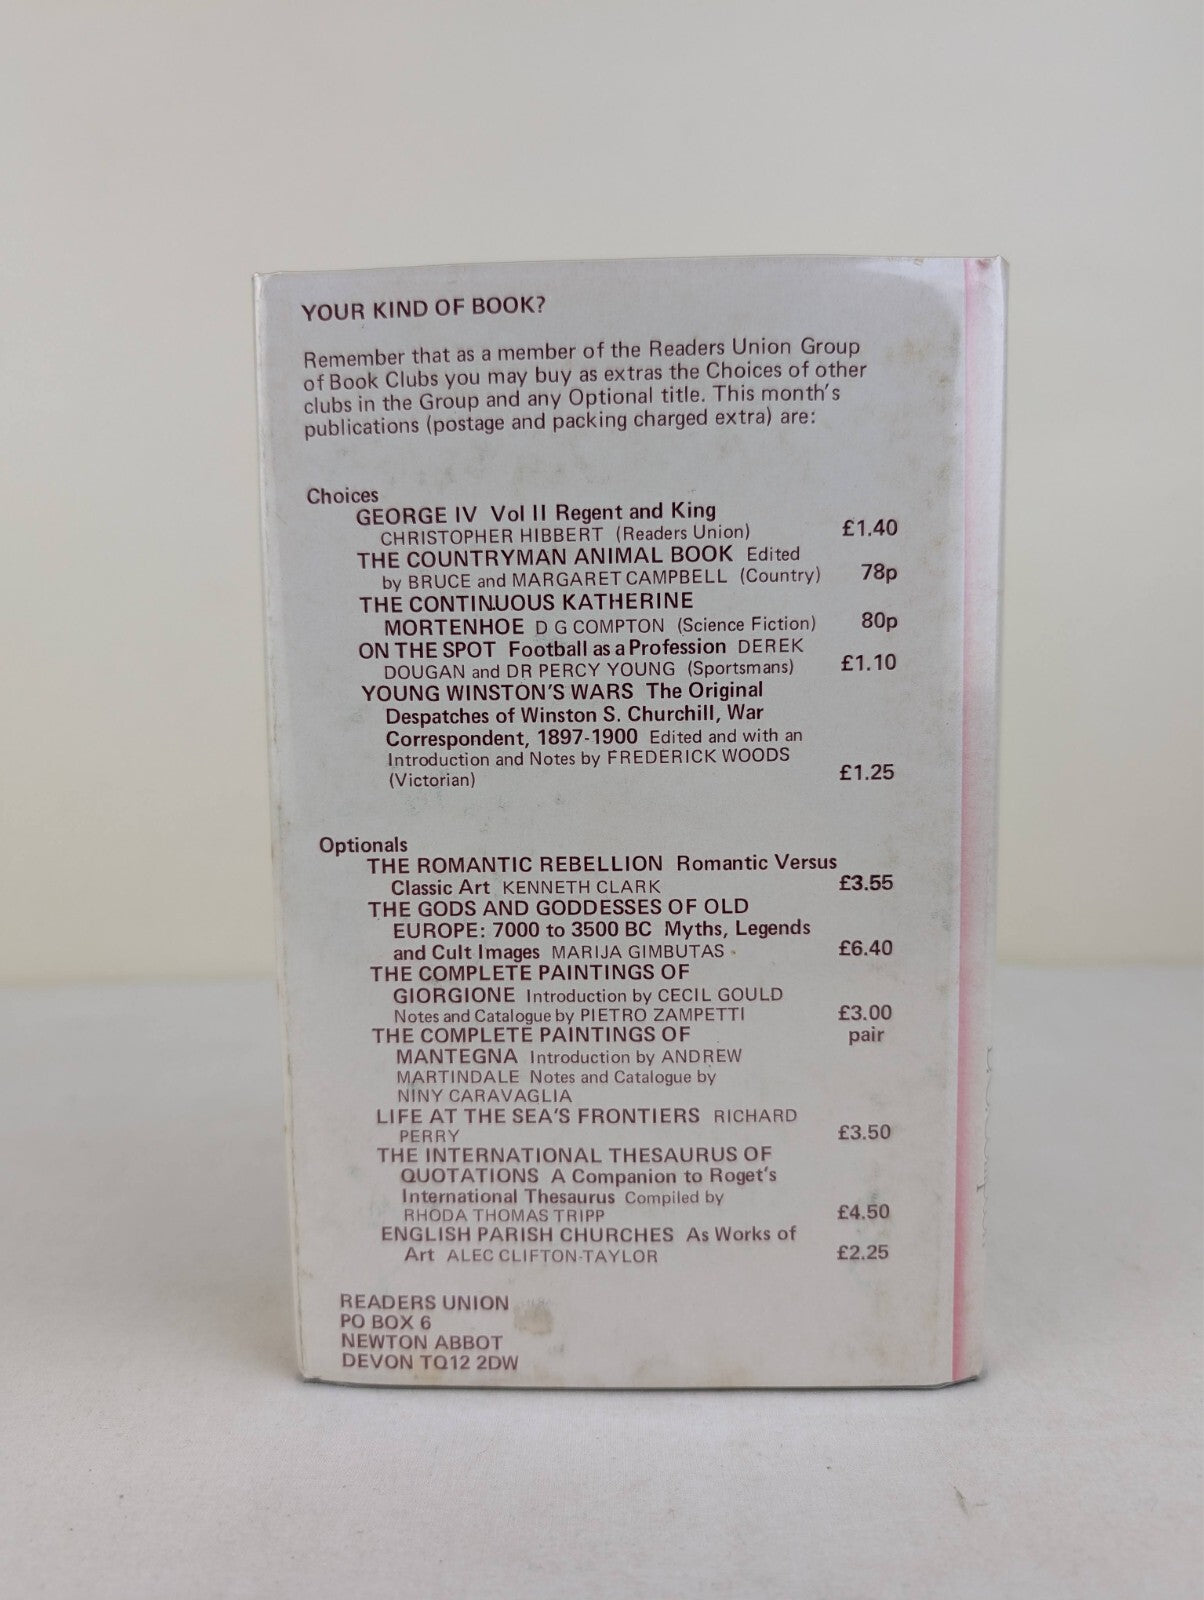 YOUR KIND OF BOOK?
Remember that as a member of the Readers Union Group
of Book Clubs you may buy as extras the Choices of other
clubs in the Group and any Optional title. This month's
publications (postage and packing charged extra) are:
Choices
GEORGE IV Vol II Regent and King
CHRISTOPHER HIBBERT (Readers Union) £1.40
THE COUNTRYMAN ANIMAL BOOK Edited
by BRUCE and MARGARET CAMPBELL (Country) 78p
THE CONTINUOUS KATHERINE
MORTENHOE D G COMPTON (Science Fiction) 80p
ON THE SPOT Football as a Profession DEREK
DOUGAN and DR PERCY YOUNG (Sportsmans) £1.10
YOUNG WINSTON'S WARS The Original
Despatches of Winston S. Churchill, War
Correspondent, 1897-1900 Edited and with an
Introduction and Notes by FREDERICK WOODS
(Victorian) £1.25
Optionals
THE ROMANTIC REBELLION Romantic Versus
Classic Art KENNETH CLARK £3.55
THE GODS AND GODDESSES OF OLD
EUROPE: 7000 to 3500 BC Myths, Legends
and Cult Images MARIJA GIMBUTAS £6.40
THE COMPLETE PAINTINGS OF
GIORGIONE Introduction by CECIL GOULD
Notes and Catalogue by PIETRO ZAMPETTI £3.00
THE COMPLETE PAINTINGS OF pair
MANTEGNA Introduction by ANDREW
MARTINDALE Notes and Catalogue by
NINY CARAVAGLIA
LIFE AT THE SEA'S FRONTIERS RICHARD
PERRY £3.50
THE INTERNATIONAL THESAURUS OF
QUOTATIONS A Companion to Roget's
International Thesaurus Compiled by
RHODA THOMAS TRIPP £4.50
ENGLISH PARISH CHURCHES As Works of
Art ALEC CLIFTON-TAYLOR £2.25
READERS UNION
PO BOX 6
NEWTON ABBOT
DEVON TQ12 2DW